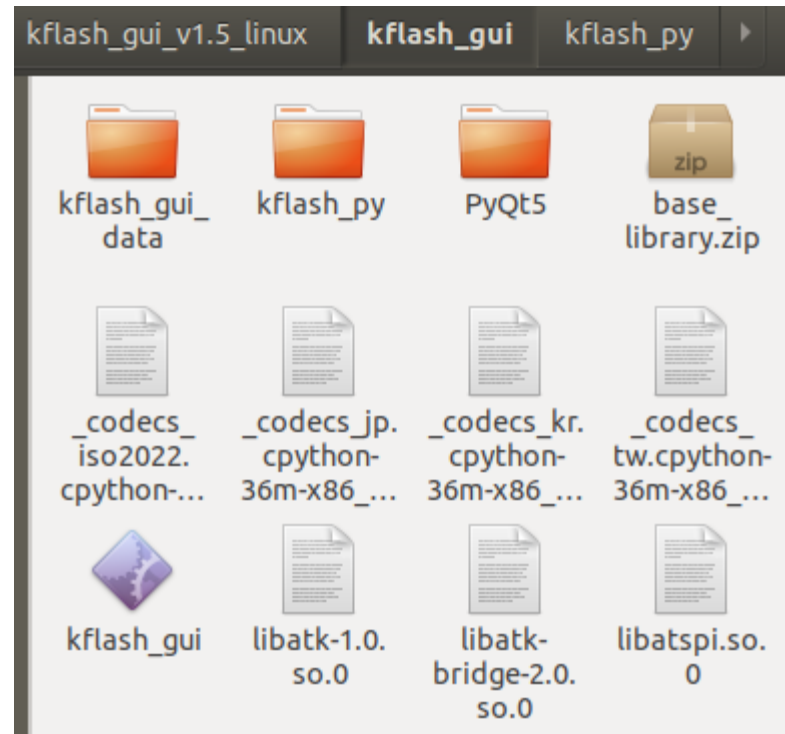 kflash_gui_v1.5_linux kflash_gui kflash_py
kflash_gui_
data
kflash_py
PyQt5
base_
library.zip
zip
_codecs_
iso2022.
cpython-...
_codecs_jp.
cpython-
36m-x86_...
_codecs_kr.
cpython-
36m-x86_...
_codecs_
tw.cpython-
36m-x86_...
kflash_gui
libatk-1.0.
so.0
libatk-
bridge-2.0.
so.0
libatspi.so.
0